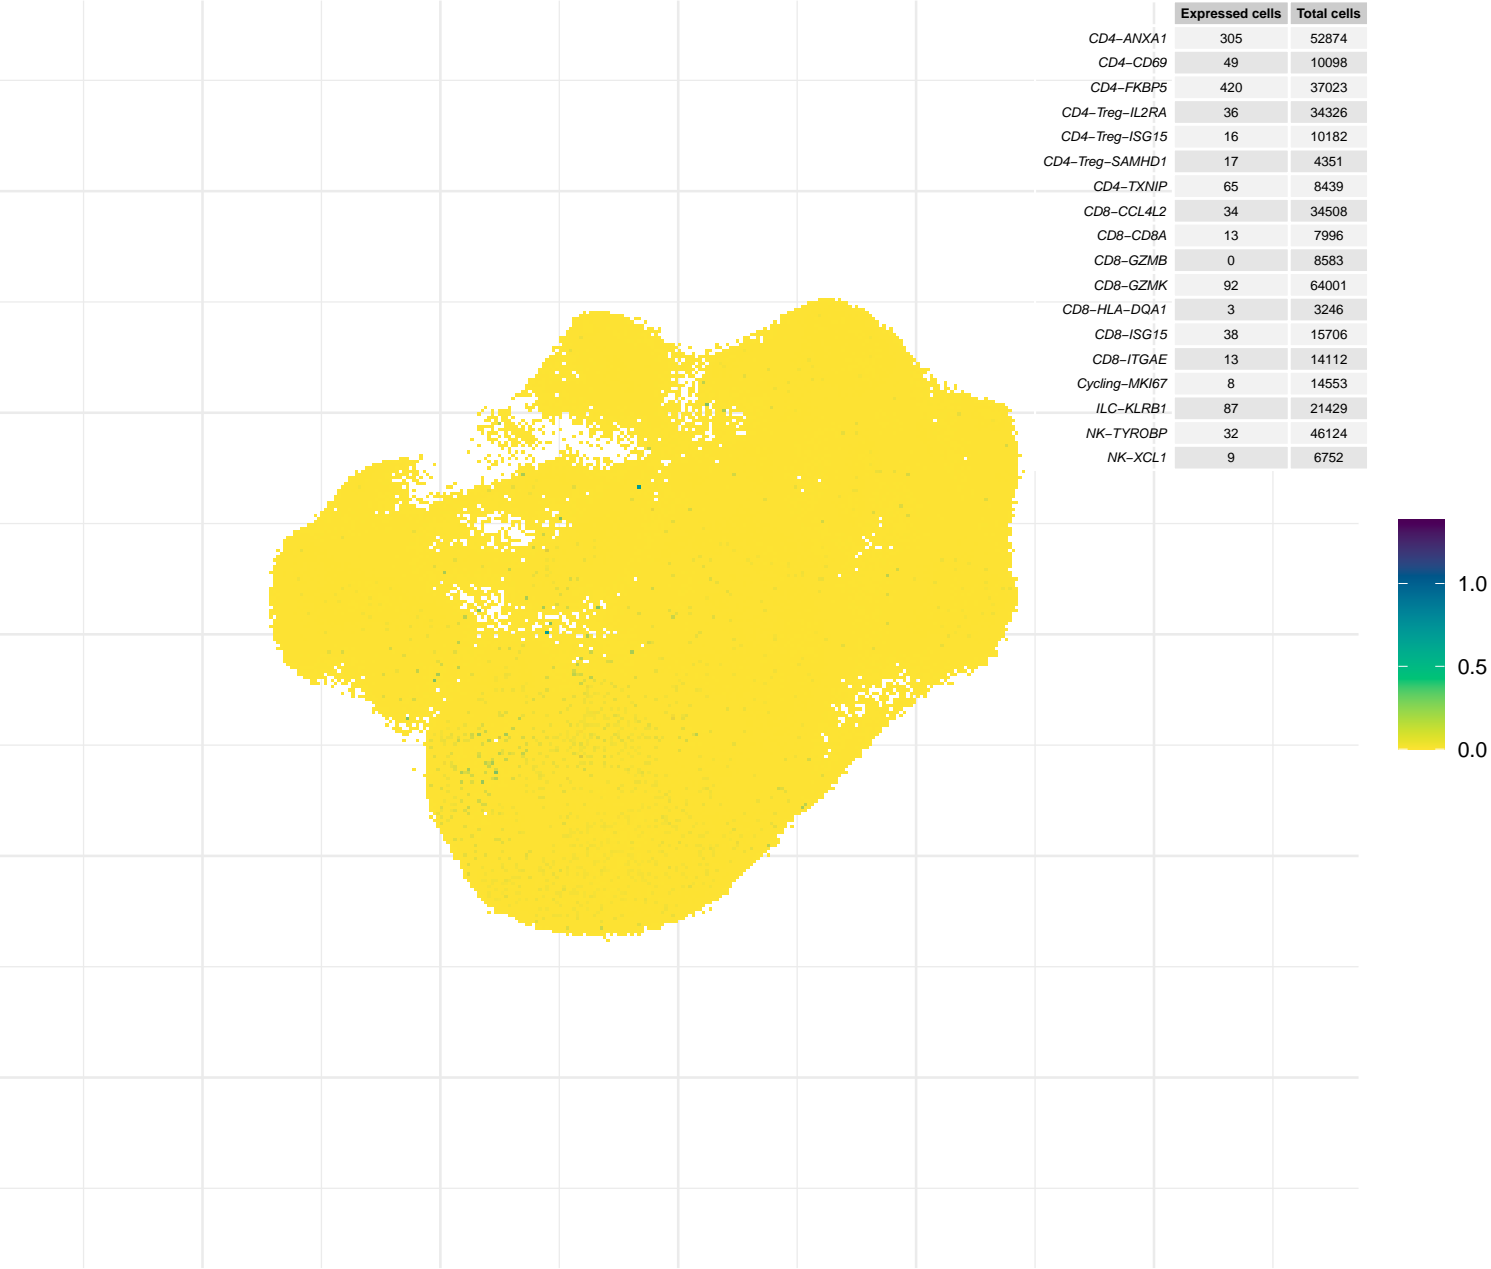 Expressed cells Total cells
CD4−ANXA1 305 52874
CD4−CD69 49 10098
CD4−FKBP5 420 37023
CD4−Treg−IL2RA 36 34326
CD4−Treg−ISG15 16 10182
CD4−Treg−SAMHD1 17 4351
CD4−TXNIP 65 8439
CD8−CCL4L2 34 34508
CD8−CD8A 13 7996
CD8−GZMB 0 8583
CD8−GZMK 92 64001
CD8−HLA−DQA1 3 3246
CD8−ISG15 38 15706
CD8−ITGAE 13 14112
Cycling−MKI67 8 14553
ILC−KLRB1 87 21429
NK−TYROBP 32 46124
NK−XCL1 9 6752
1.0
0.5
0.0